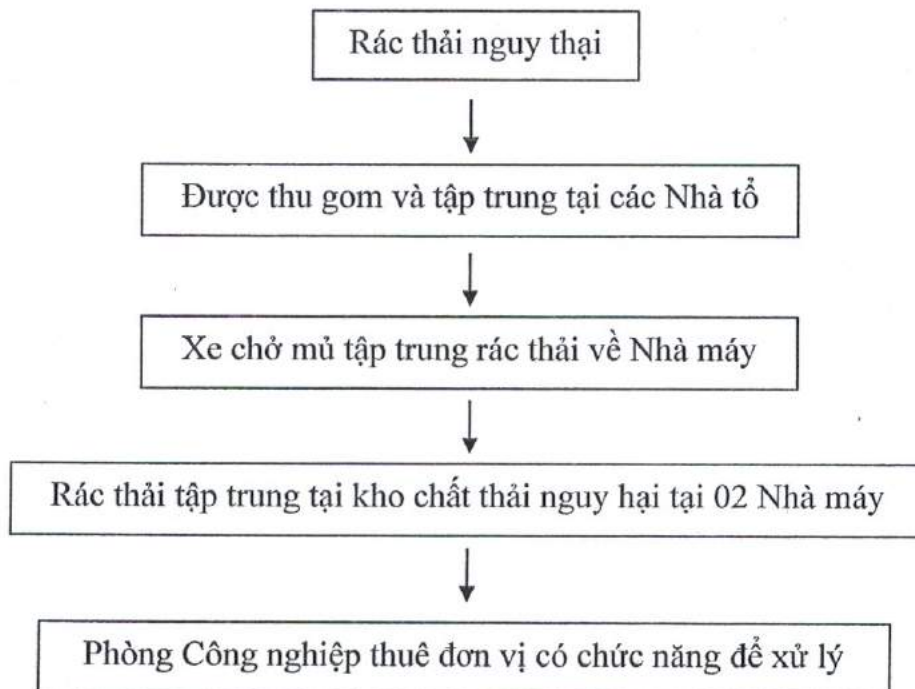 Rác thải nguy thại
Được thu gom và tập trung tại các Nhà tổ
Xe chở mủ tập trung rác thải về Nhà máy
Rác thải tập trung tại kho chất thải nguy hại tại 02 Nhà máy
Phòng Công nghiệp thuê đơn vị có chức năng để xử lý